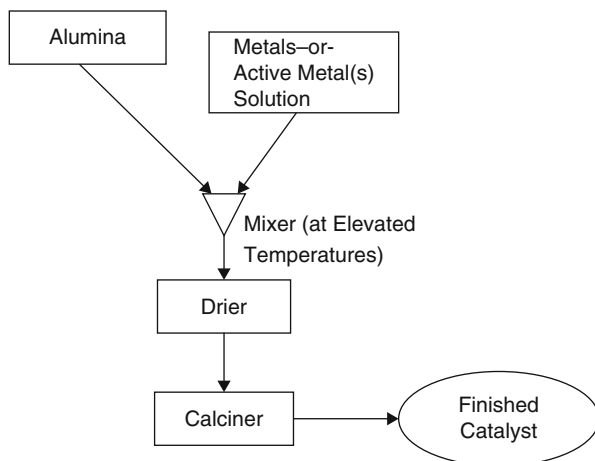 Alumina
Metals–or-
Active Metal(s)
Solution
Mixer (at Elevated
Temperatures)
Drier
Calciner
Finished
Catalyst